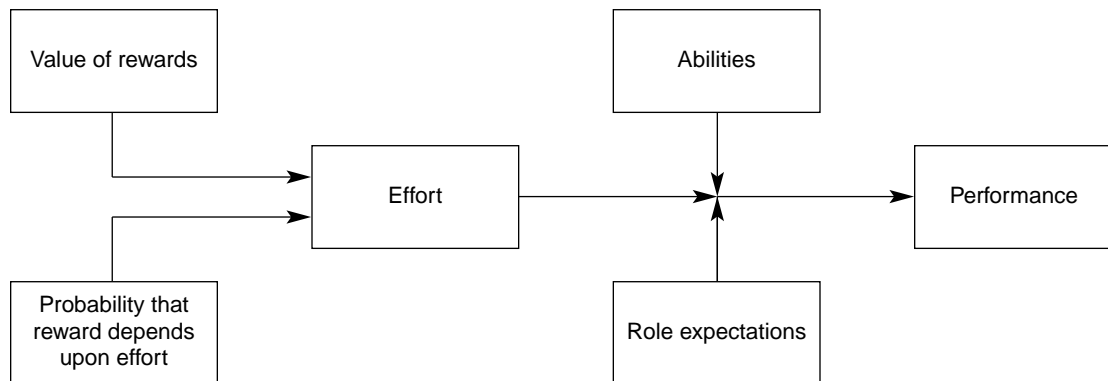 Value of rewards
Abilities
Effort
Performance
Probability that
reward depends
upon effort
Role expectations